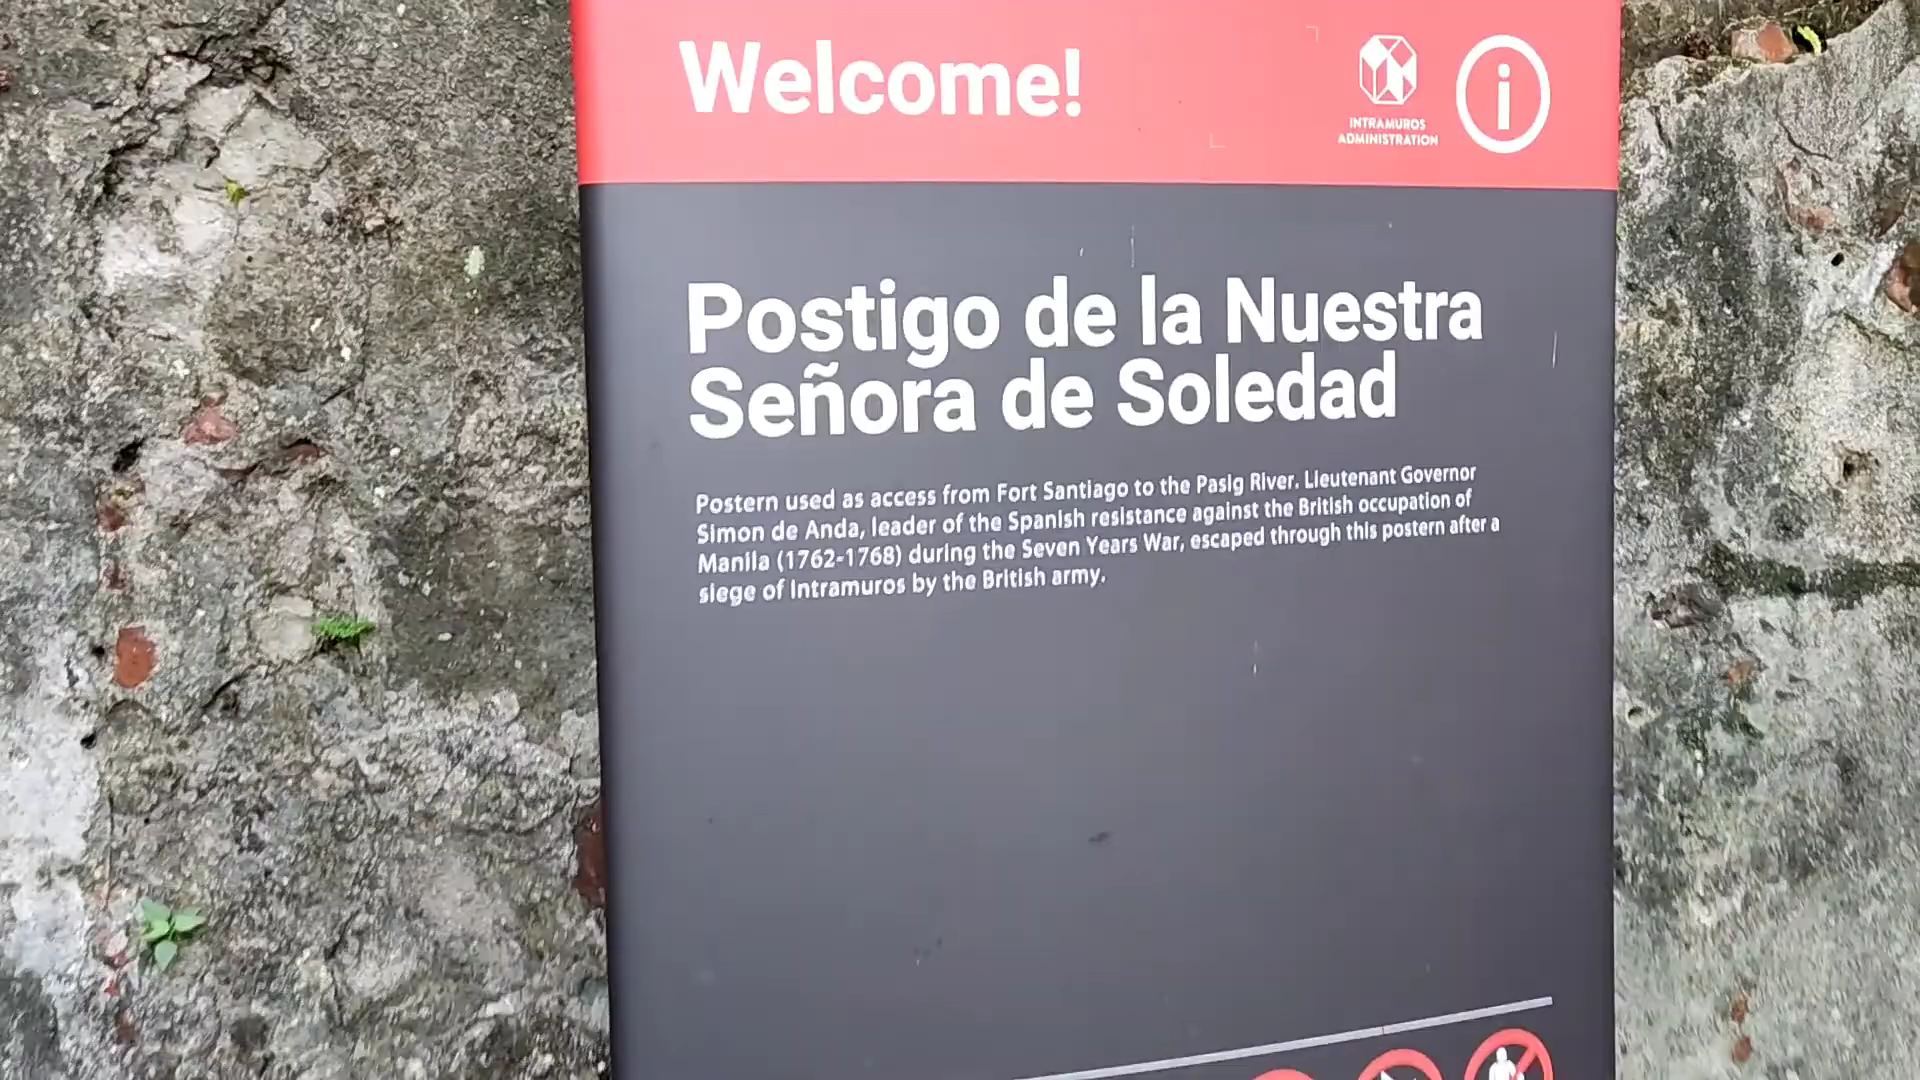 Welcome!
INTRAMUROS
ADMINISTRATION
i
Postigo de la Nuestra
Señora de Soledad
Postern used as access from Fort Santiago to the Pasig River. Lieutenant Governor
Simon de Anda, leader of the Spanish resistance against the British occupation of
Manila (1762-1768) during the Seven Years War, escaped through this postern after a
siege of Intramuros by the British army.